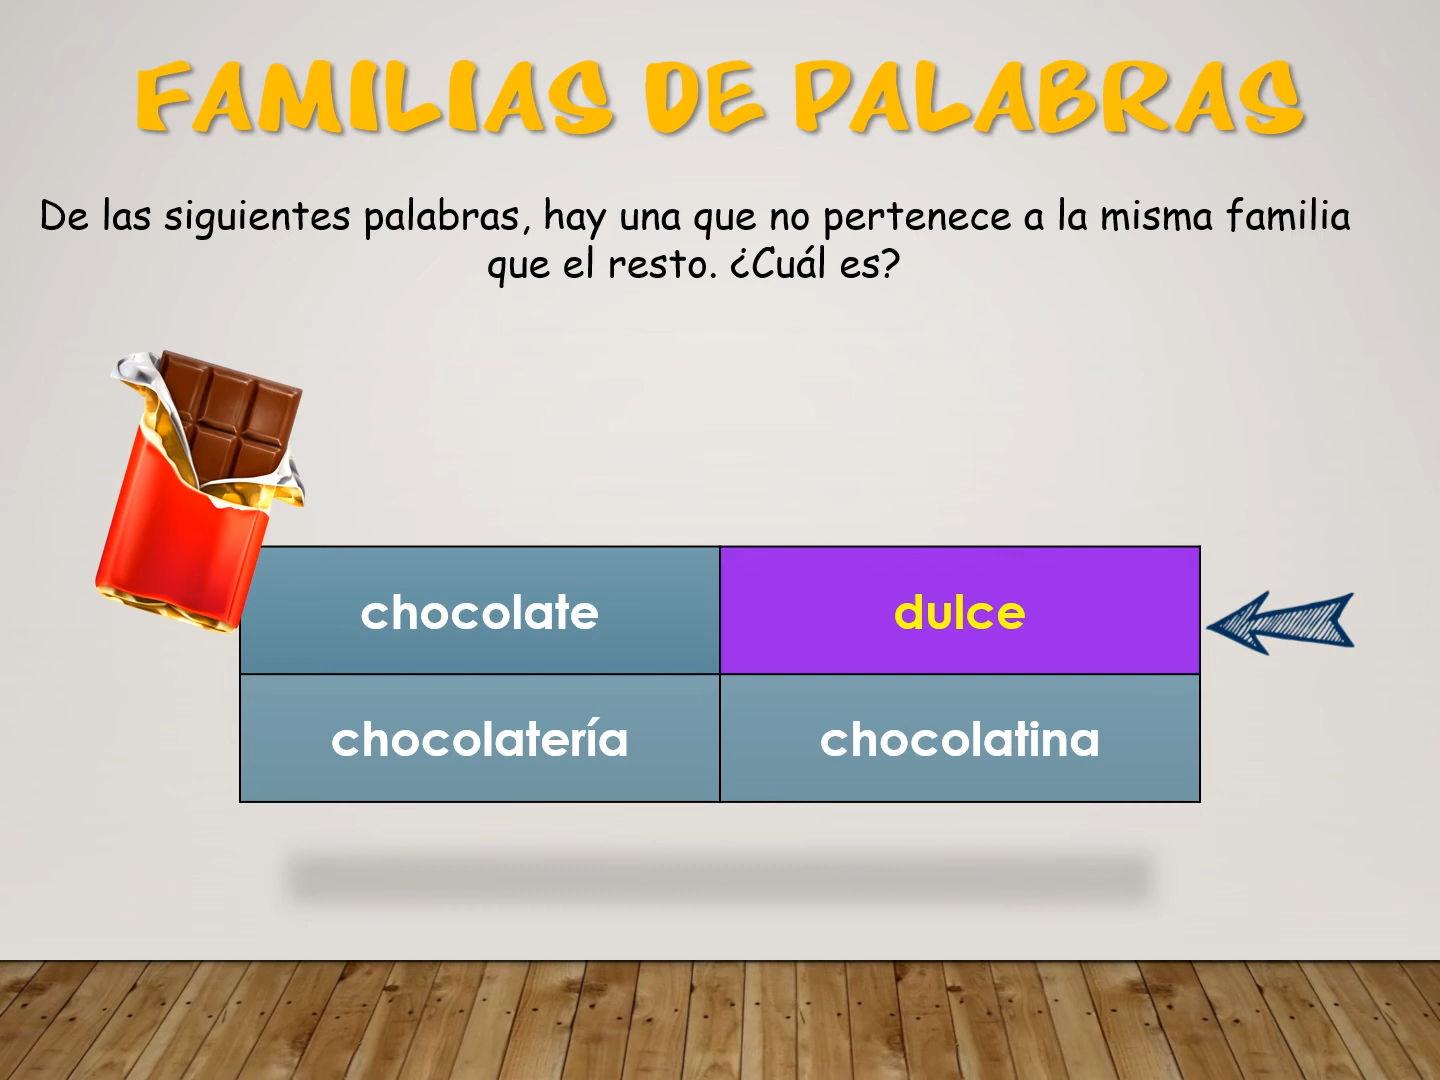 FAMILIAS DE PALABRAS
De las siguientes palabras, hay una que no pertenece a la misma familia
que el resto. ¿Cuál es?
chocolate
dulce
chocolatería
chocolatina